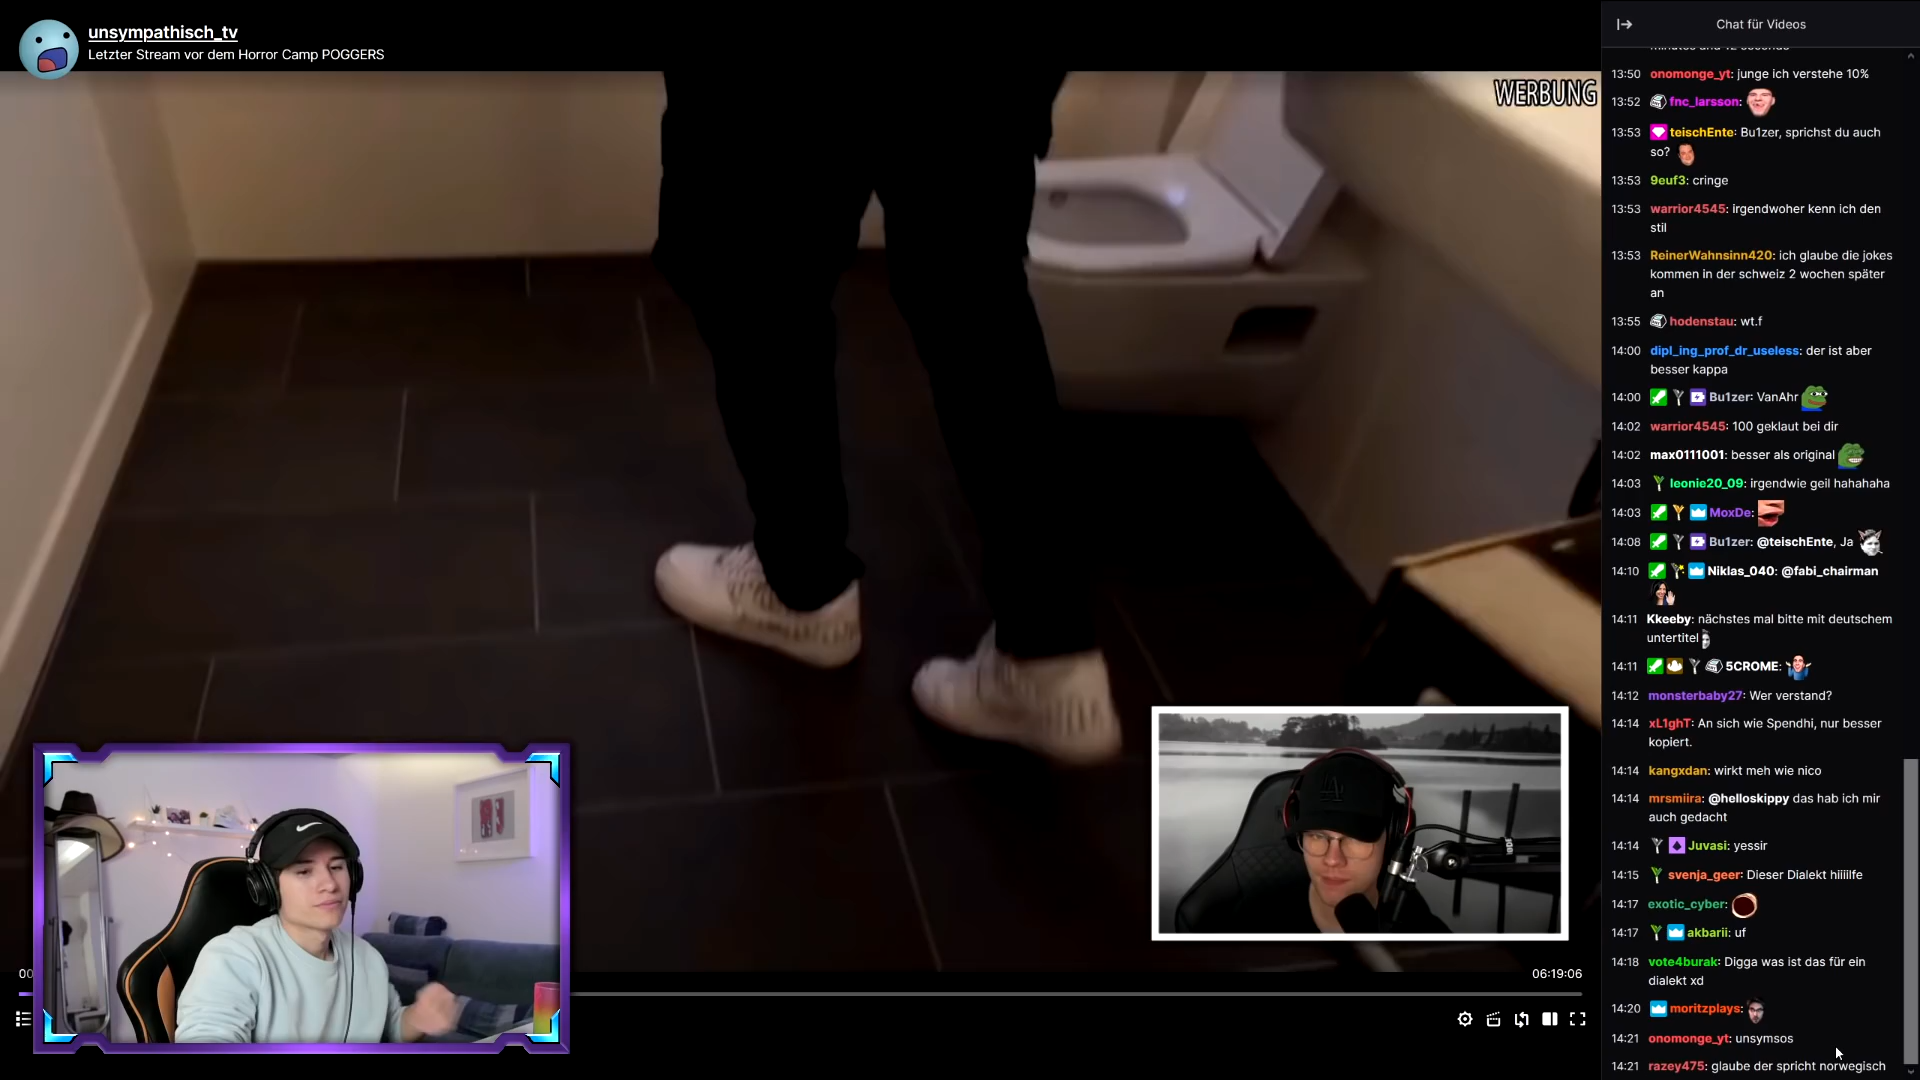 unsympathisch_tv
Letzter Stream vor dem Horror Camp POGGERS
WERBUNG
00
06:19:06
Chat für Videos
13:50 onomonge_yt: junge ich verstehe 10%
13:52 fnc_larsson:
13:53 teischEnte: Bu1zer, sprichst du auch
so?
13:53 9euf3: cringe
13:53 warrior4545: irgendwoher kenn ich den
stil
13:53 ReinerWahnsinn420: ich glaube die jokes
kommen in der schweiz 2 wochen später
an
13:55 hodenstau: wt.f
14:00 dipl_ing_prof_dr_useless: der ist aber
besser kappa
14:00 Bu1zer: VanAhr
14:02 warrior4545: 100 geklaut bei dir
14:02 max0111001: besser als original
14:03 leonie20_09: irgendwie geil hahahaha
14:03 MoxDe:
14:08 Bu1zer: @teischEnte, Ja
14:10 Niklas_040: @fabi_chairman
14:11 Kkeeby: nächstes mal bitte mit deutschem
untertitel
14:11 5CROME:
14:12 monsterbaby27: Wer verstand?
14:14 xL1ghT: An sich wie Spendhi, nur besser
kopiert.
14:14 kangxdan: wirkt meh wie nico
14:14 mrsmiira: @helloskippy das hab ich mir
auch gedacht
14:14 Juvasi: yessir
14:15 svenja_geer: Dieser Dialekt hiiiilfe
14:17 exotic_cyber:
14:17 akbarii: uf
14:18 vote4burak: Digga was ist das für ein
dialekt xd
14:20 moritzplays:
14:21 onomonge_yt: unsymsos
14:21 razey475: glaube der spricht norwegisch